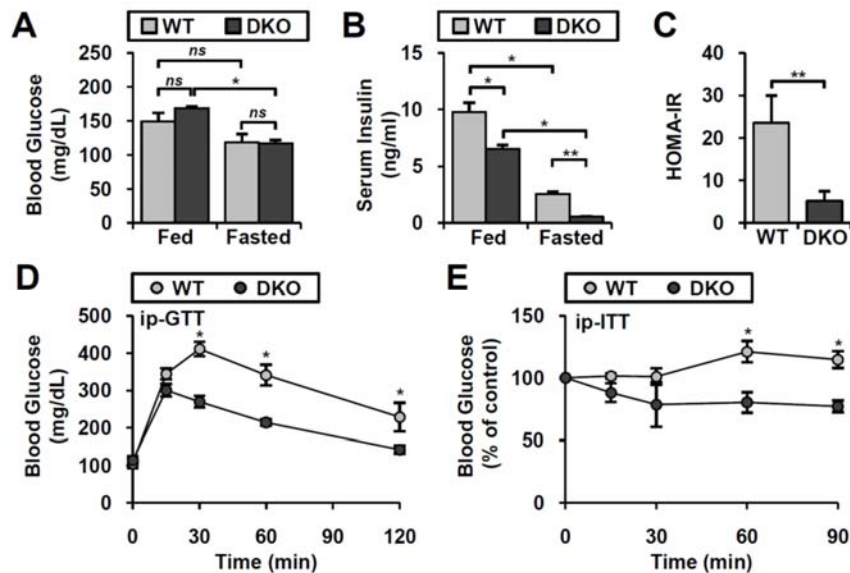 A
WT DKO
Blood Glucose
(mg/dL)
250
200
150
100
50
0
ns
ns
*
ns
Fed Fasted
B
WT DKO
Serum Insulin
(ng/ml)
15
10
5
0
*
*
*
**
Fed Fasted
C
HOMA-IR
40
30
20
10
0
**
WT DKO
D
WT DKO
ip-GTT
Blood Glucose
(mg/dL)
500
400
300
200
100
0
*
*
*
0 30 60 90 120
Time (min)
E
WT DKO
ip-ITT
Blood Glucose
(% of control)
150
100
50
0
*
*
0 30 60 90
Time (min)